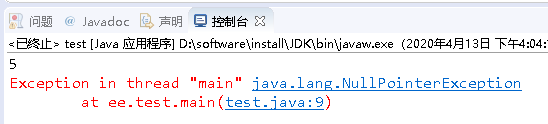 问题 @ Javadoc 声明 控制台
<已终止> test [Java 应用程序] D:\software\install\JDK\bin\javaw.exe （2020年4月13日 下午4:04:
5
Exception in thread "main" java.lang.NullPointerException
at ee.test.main(test.java:9)